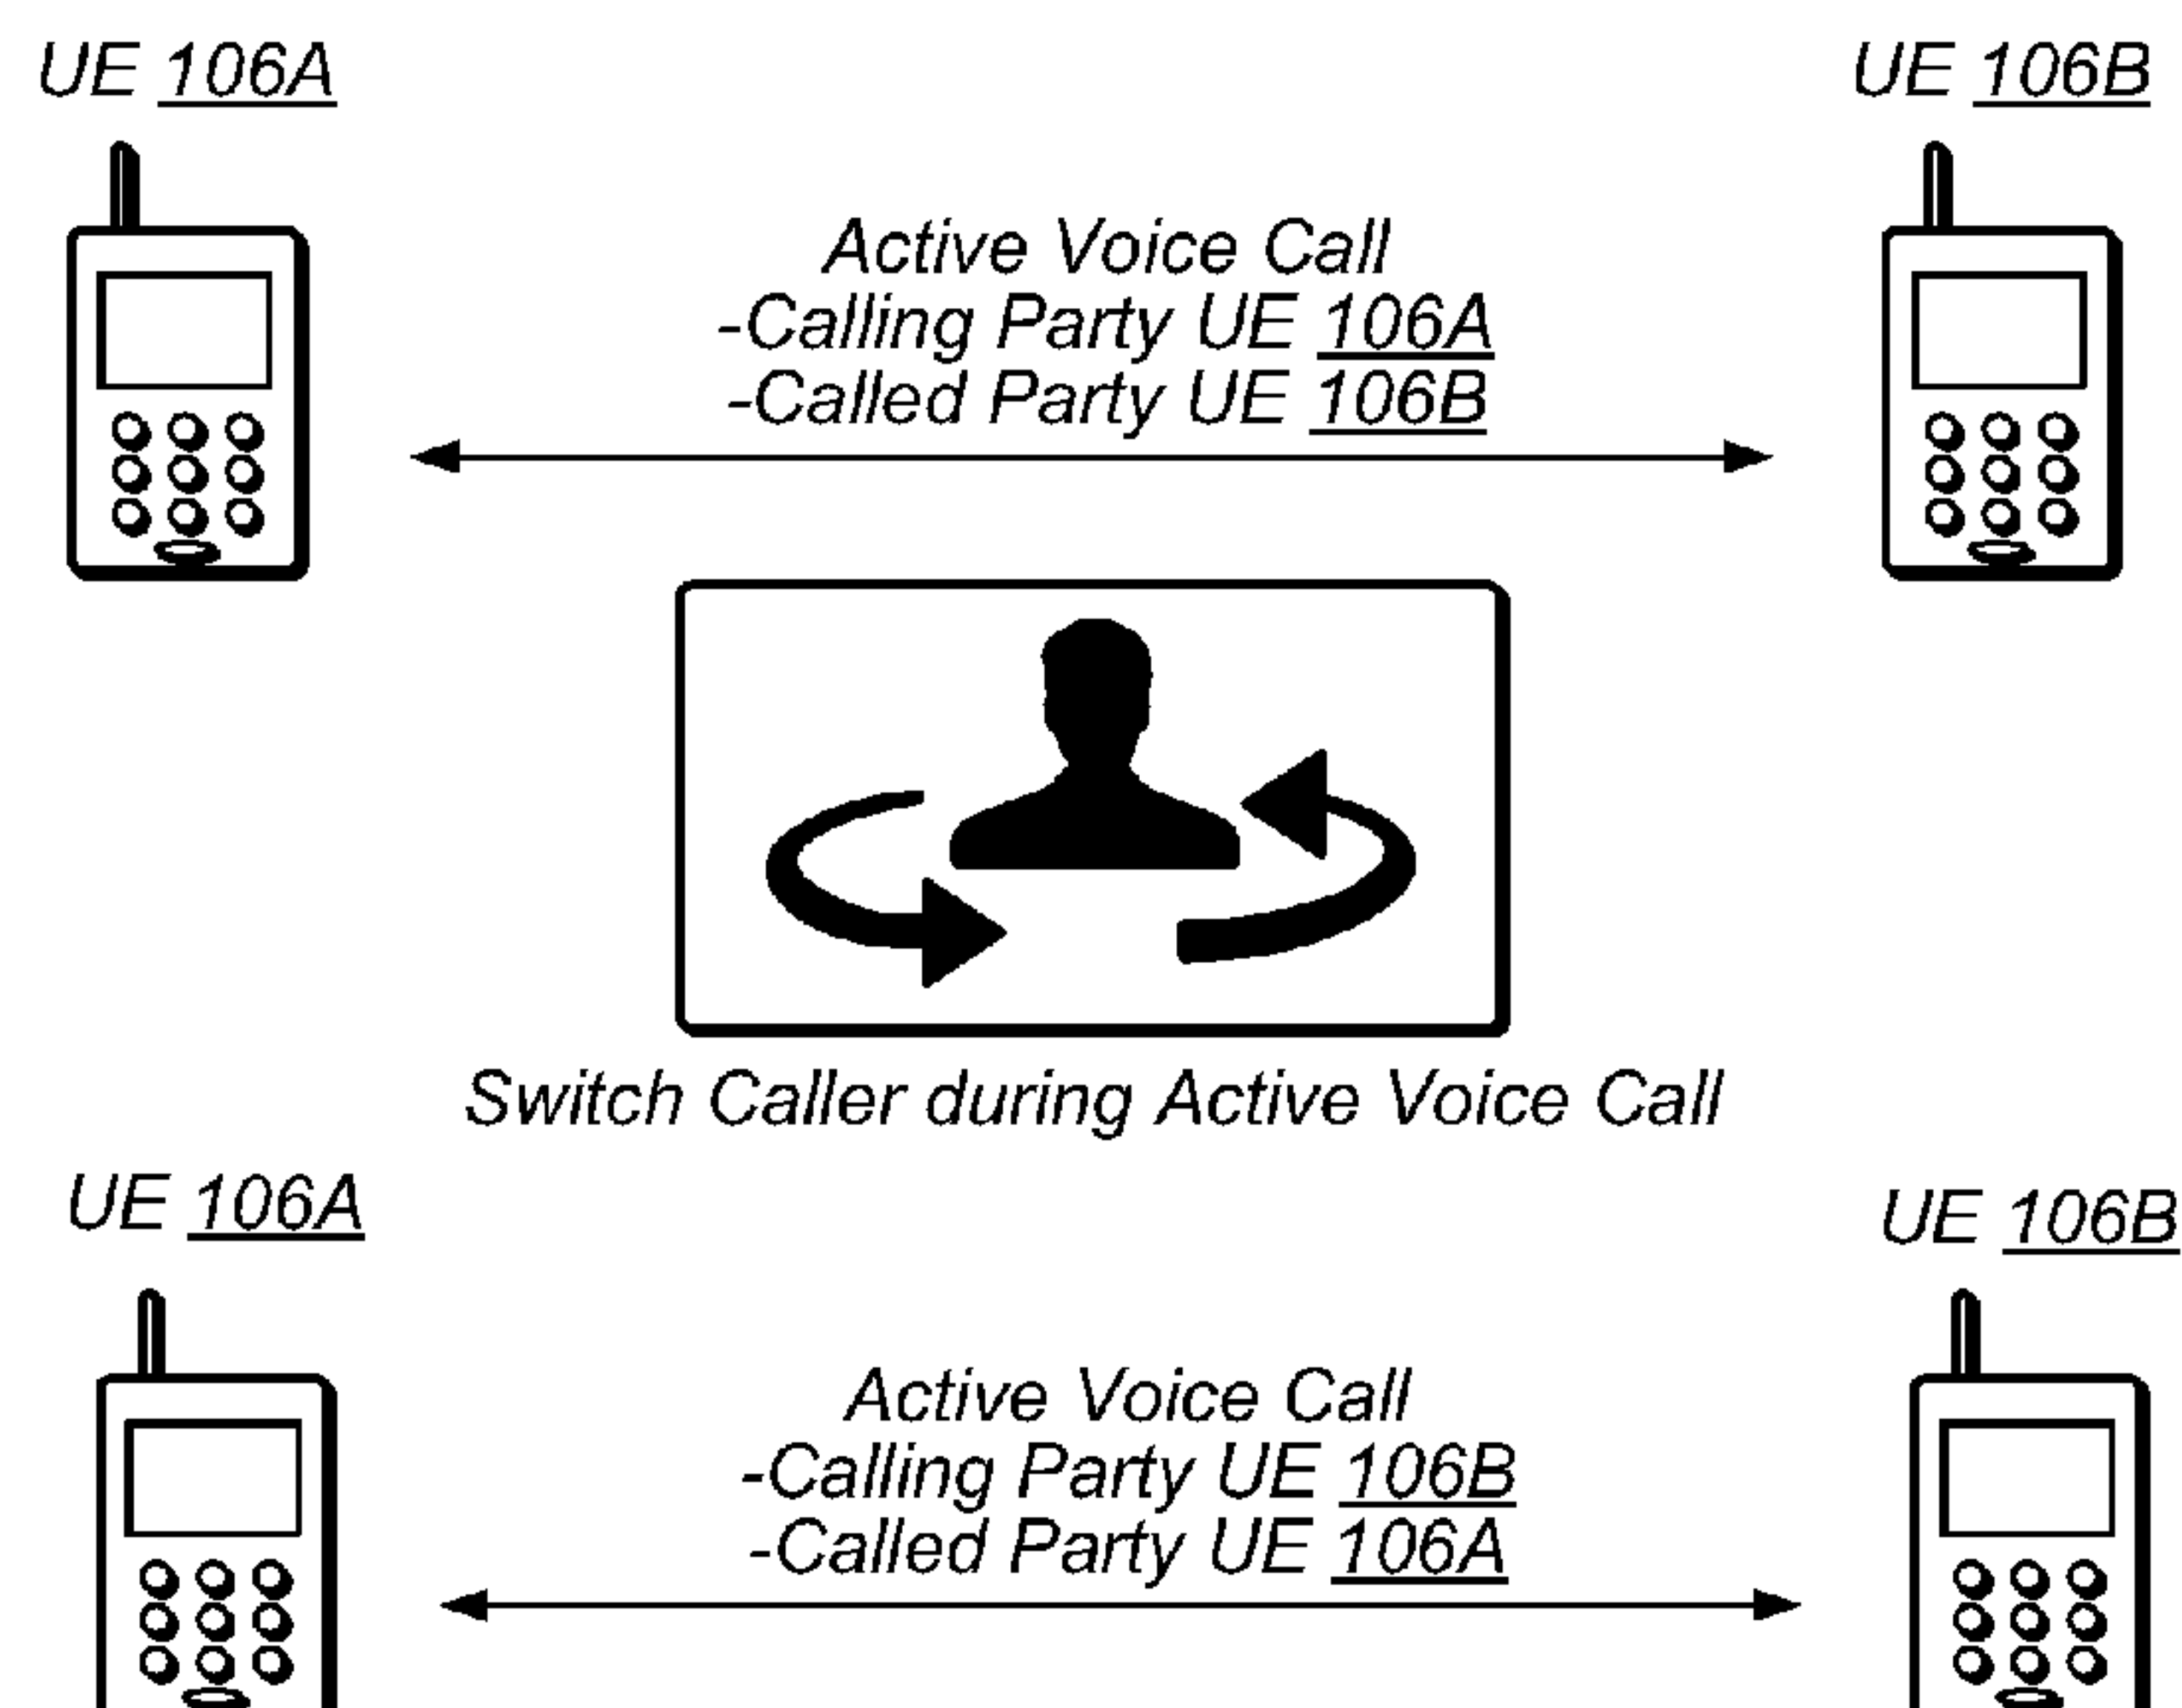 UE 106A
UE 106B
Active Voice Call
-Calling Party UE 106A
-Called Party UE 106B
Switch Caller during Active Voice Call
UE 106A
UE 106B
Active Voice Call
-Calling Party UE 106B
-Called Party UE 106A